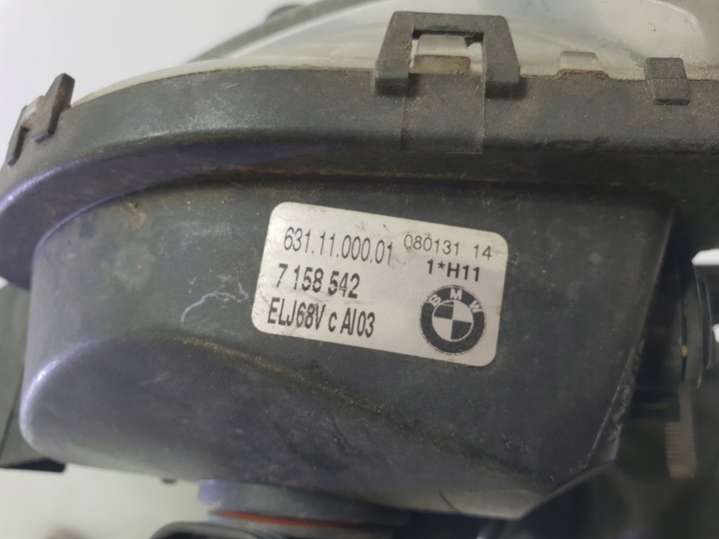 631.11.000.01 080131 14
1*H11
7 158 542
ELJ68V c AI03
BMW